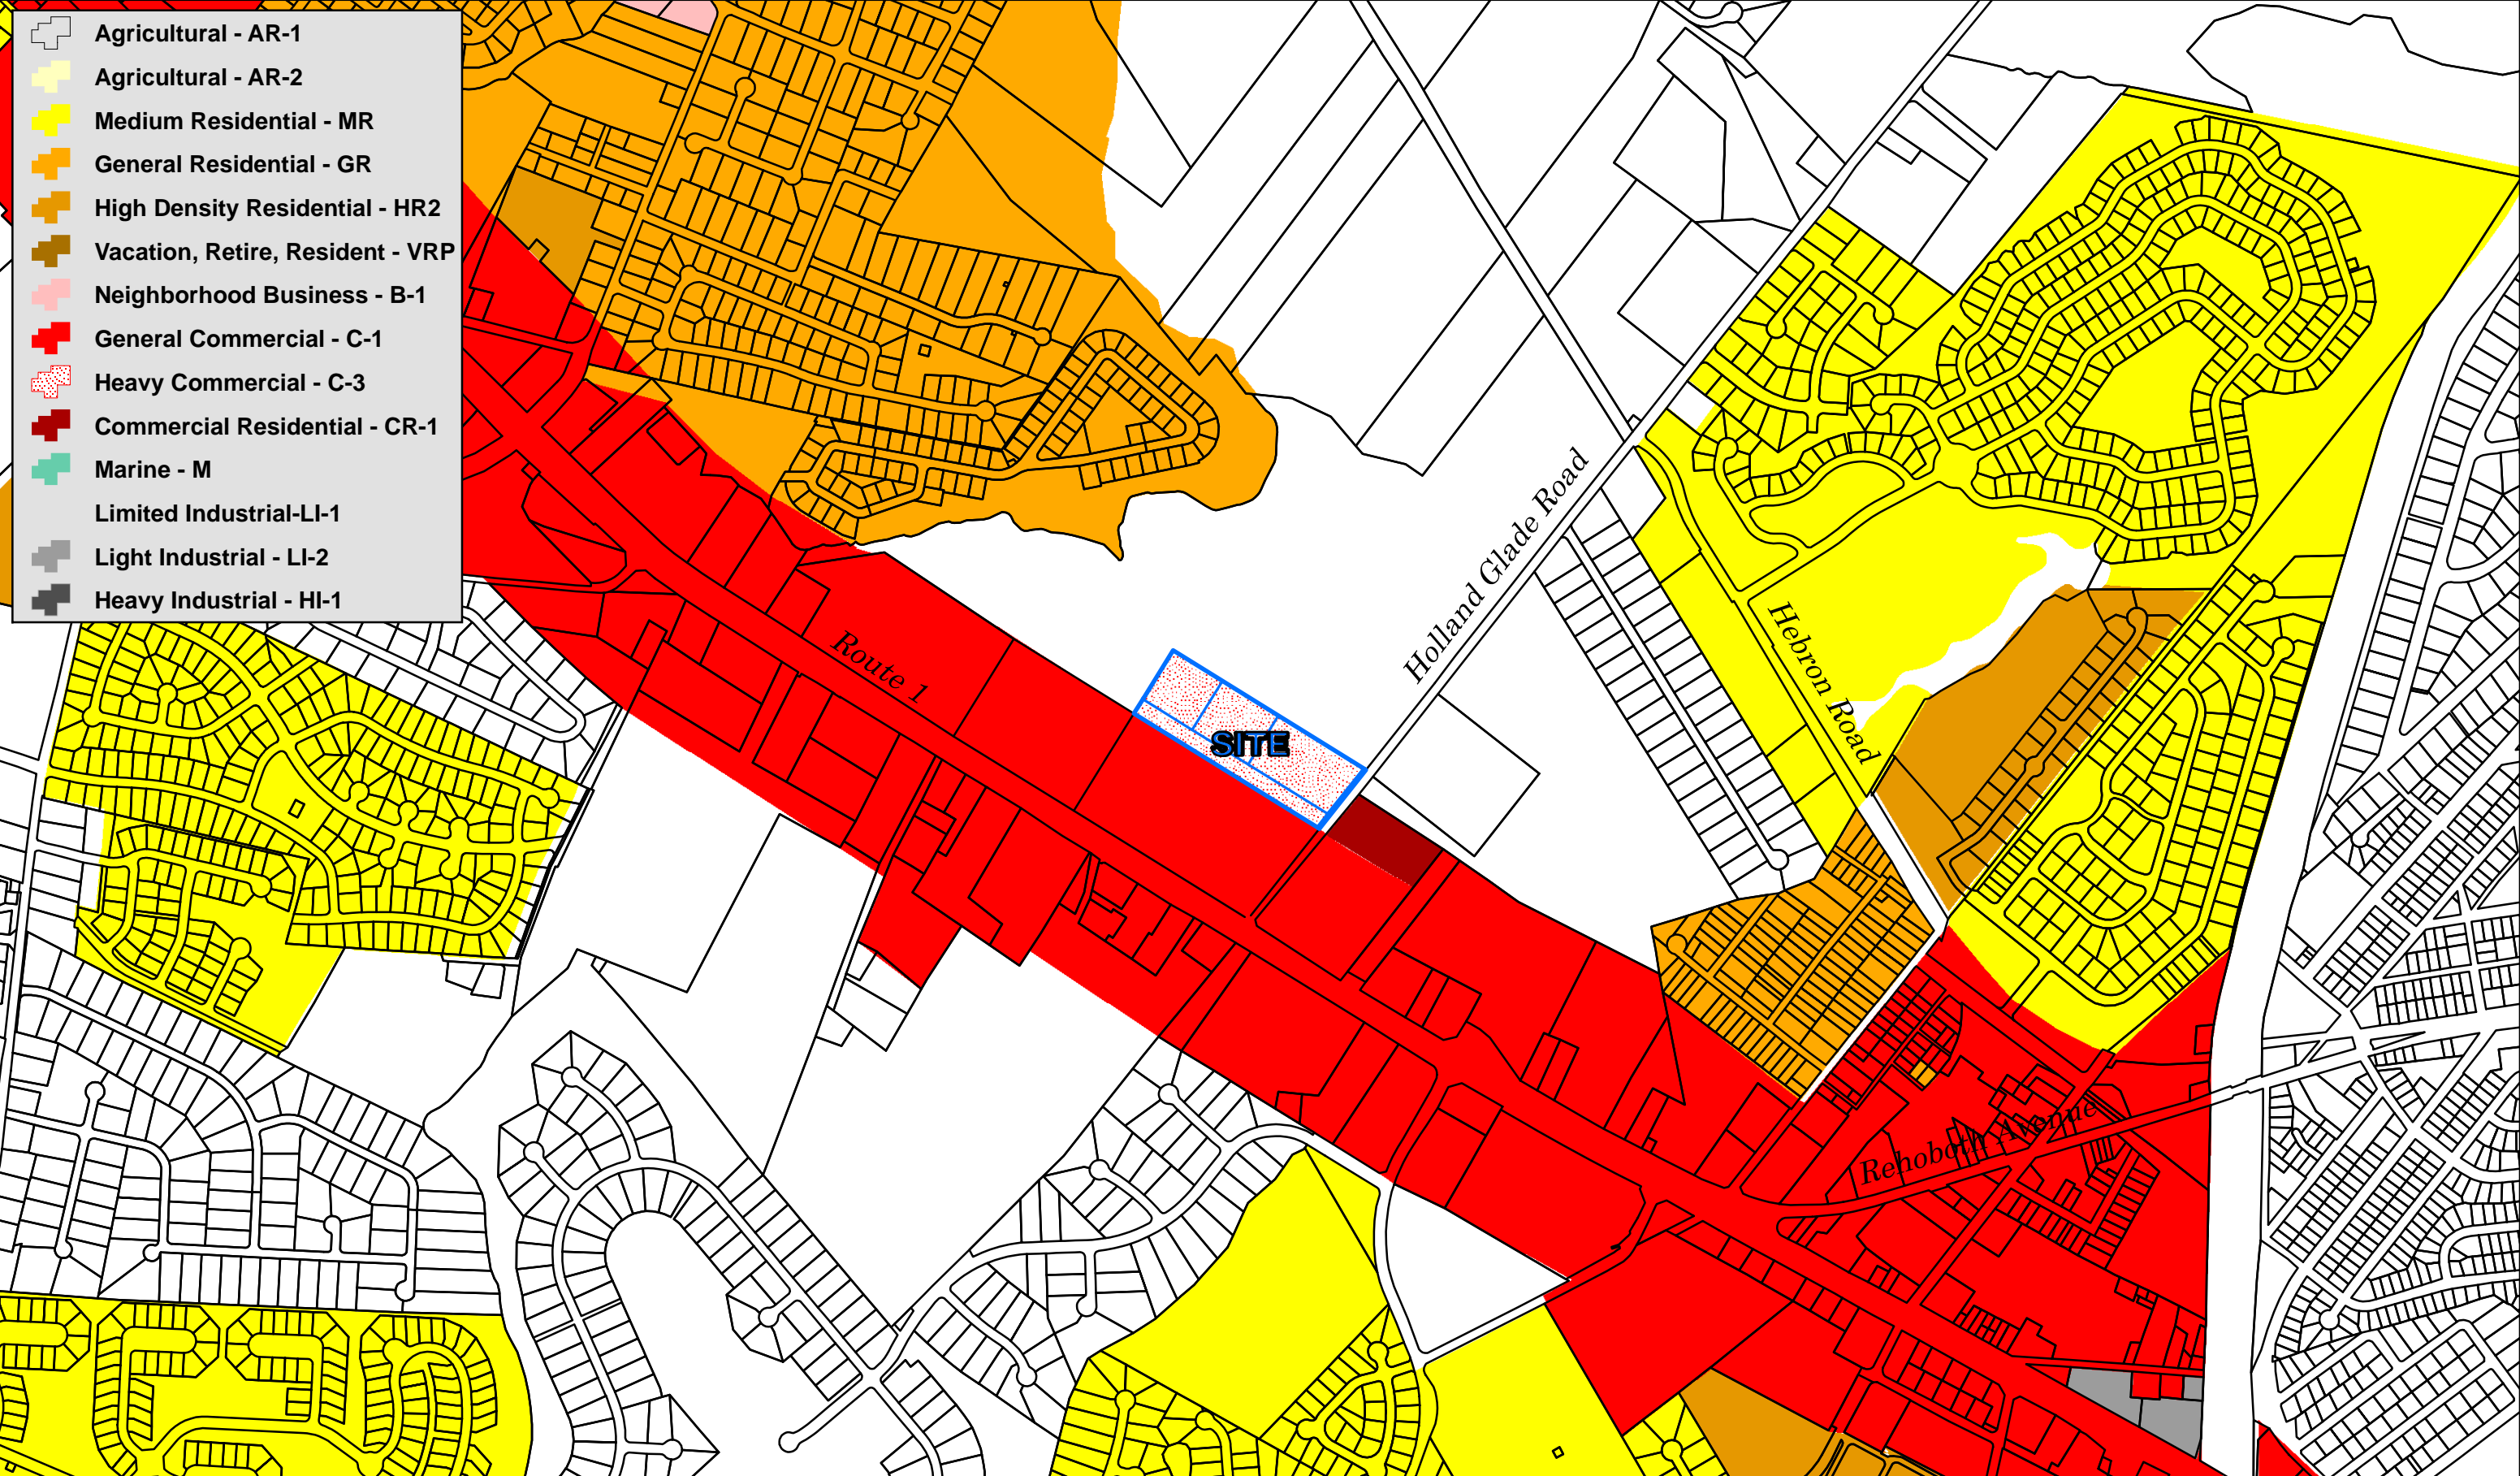 Agricultural - AR-1
Agricultural - AR-2
Medium Residential - MR
General Residential - GR
High Density Residential - HR2
Vacation, Retire, Resident - VRP
Neighborhood Business - B-1
General Commercial - C-1
Heavy Commercial - C-3
Commercial Residential - CR-1
Marine - M
Limited Industrial-LI-1
Light Industrial - LI-2
Heavy Industrial - HI-1
Holland Glade Road
Hebron Road
Route 1
SITE
Rehoboth Avenue